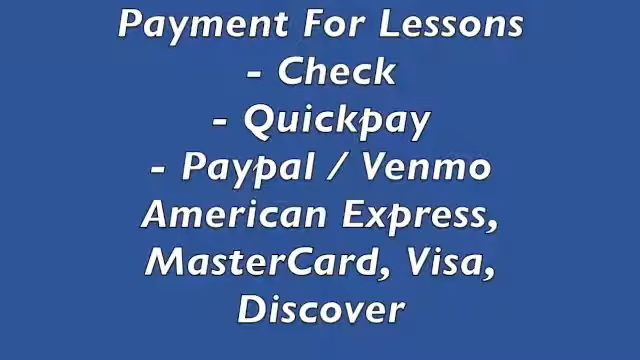 Payment For Lessons
- Check
- Quickpay
- Paypal / Venmo
American Express,
MasterCard, Visa,
Discover